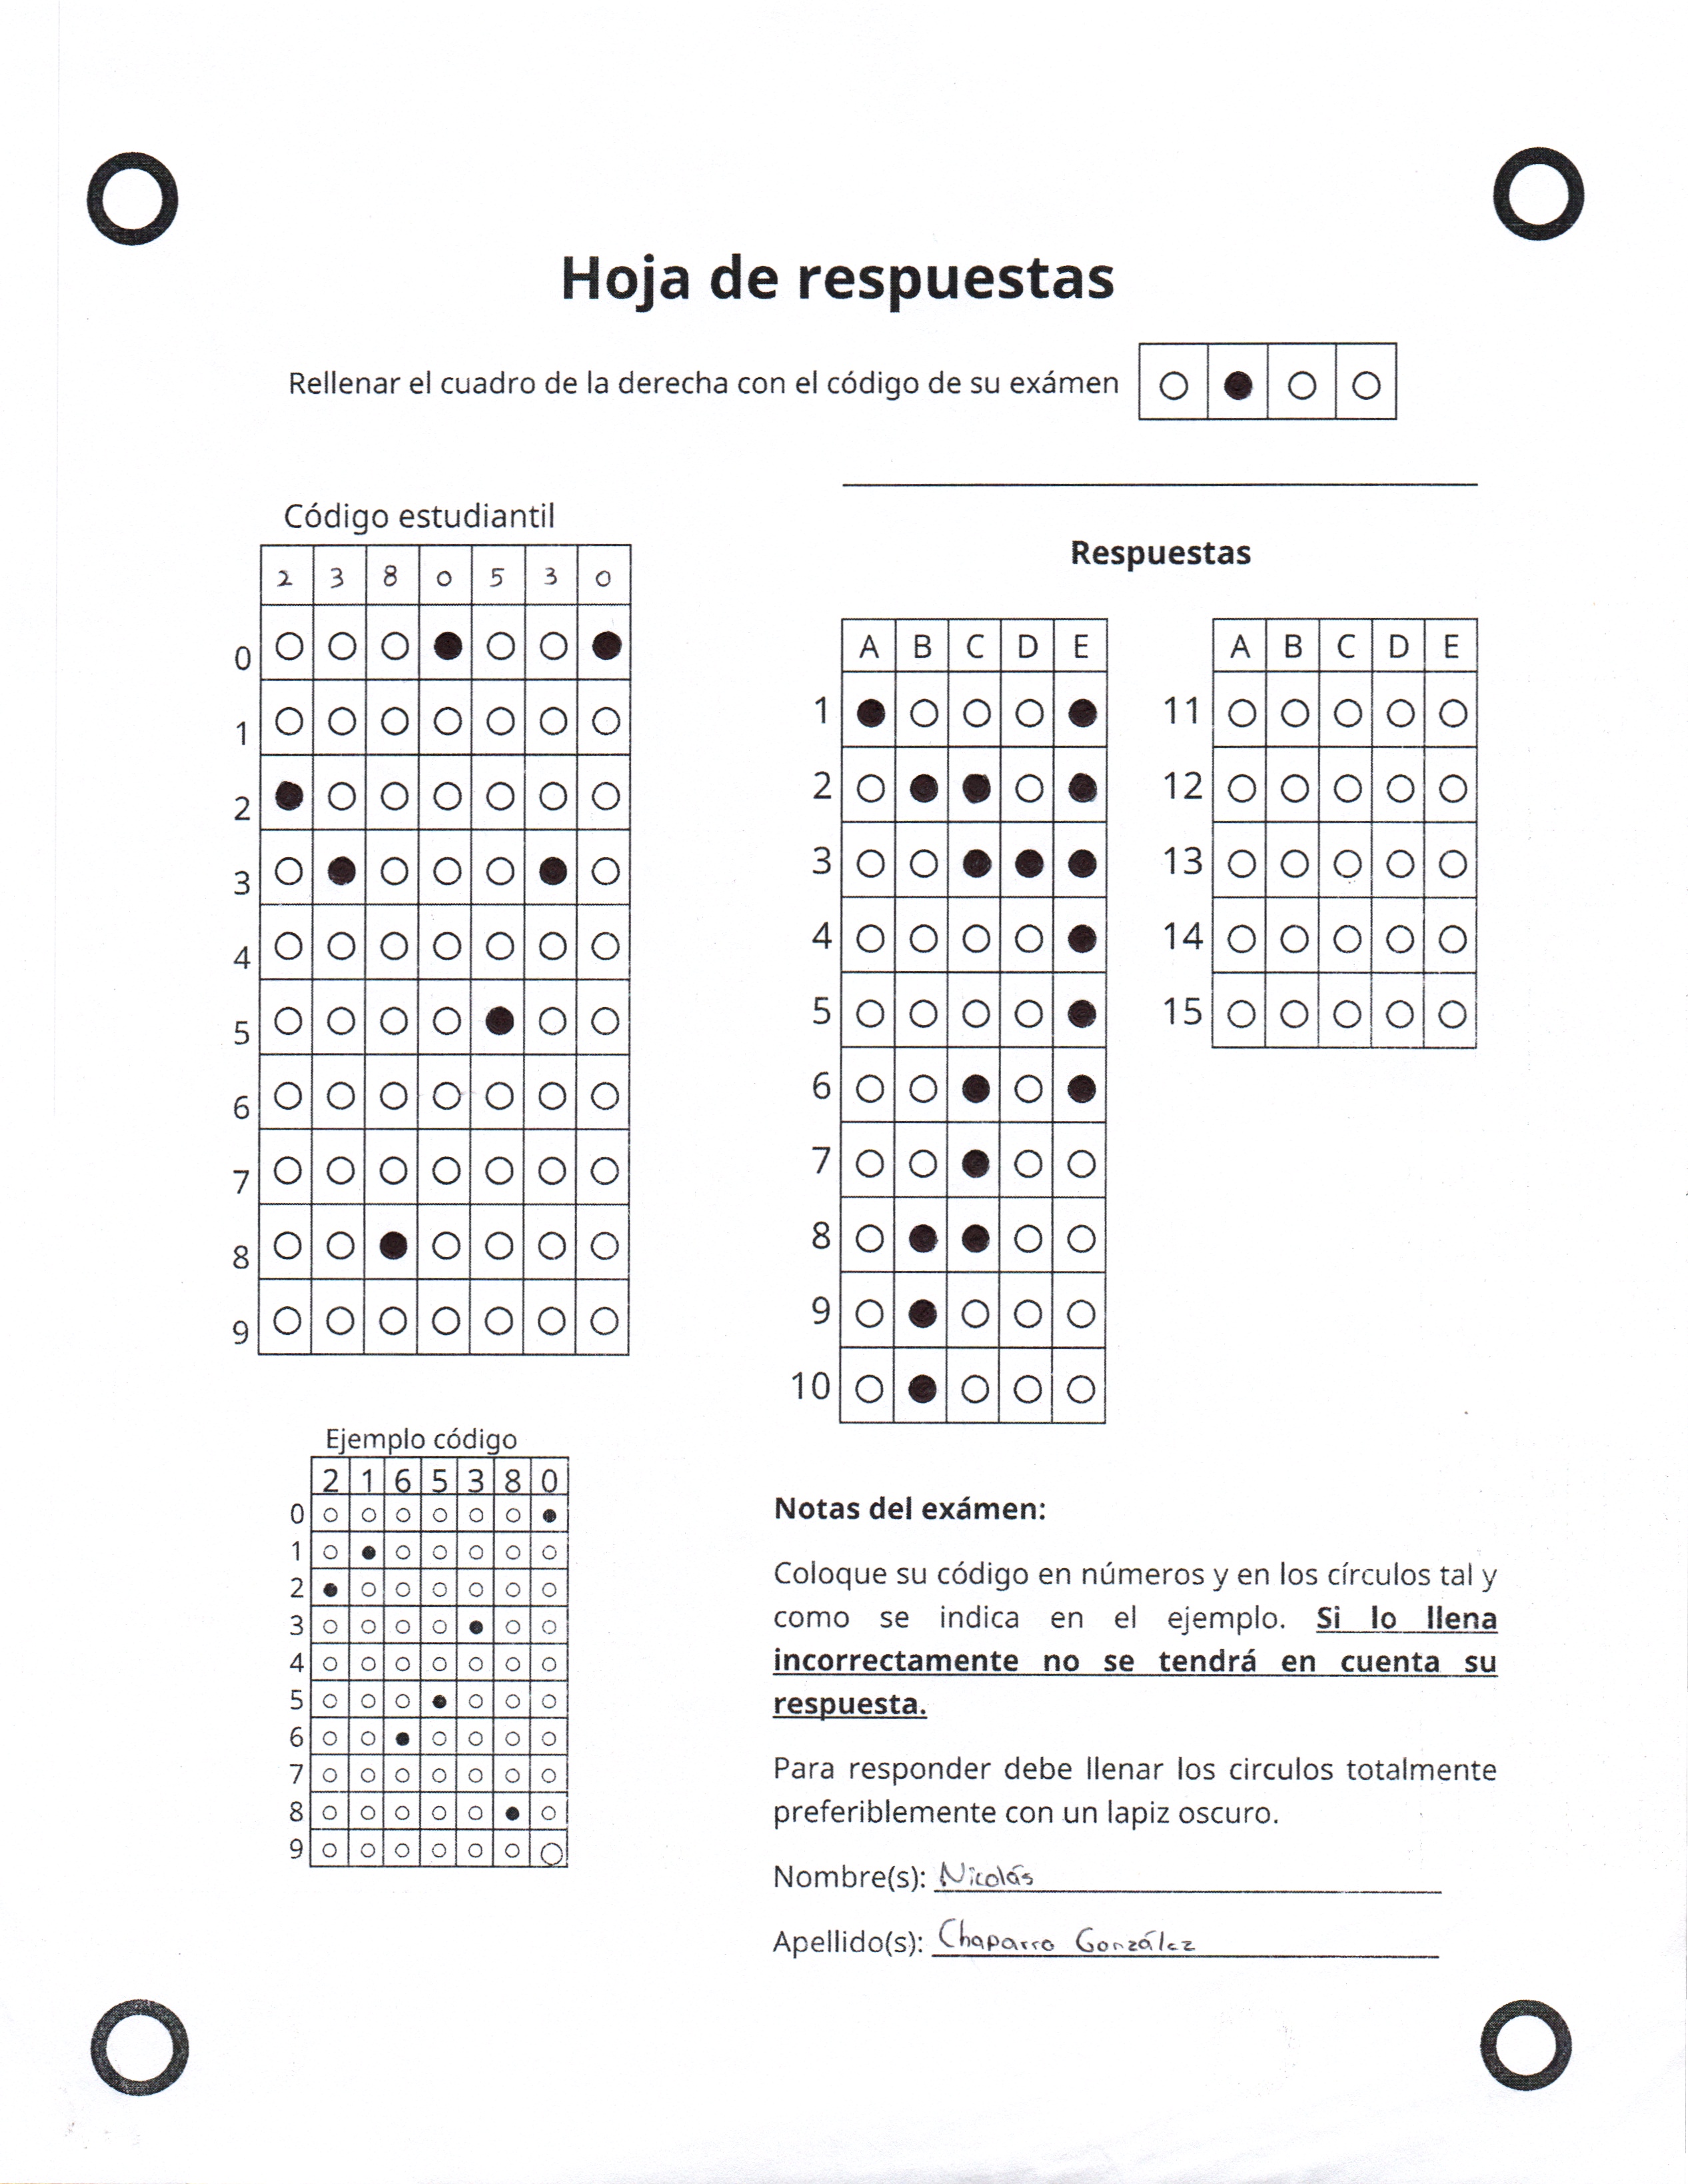 Hoja de respuestas
Rellenar el cuadro de la derecha con el código de su exámen
Código estudiantil
2 3 8 0 5 3 0
0
1
2
3
4
5
6
7
8
9
Respuestas
A B C D E
1
2
3
4
5
6
7
8
9
10
A B C D E
11
12
13
14
15
Ejemplo código
2 1 6 5 3 8 0
0
1
2
3
4
5
6
7
8
9
Notas del exámen:
Coloque su código en números y en los círculos tal y
como se indica en el ejemplo. Si lo llena
incorrectamente no se tendrá en cuenta su
respuesta.
Para responder debe llenar los circulos totalmente
preferiblemente con un lapiz oscuro.
Nombre(s): Nicolás
Apellido(s): Chaparro González